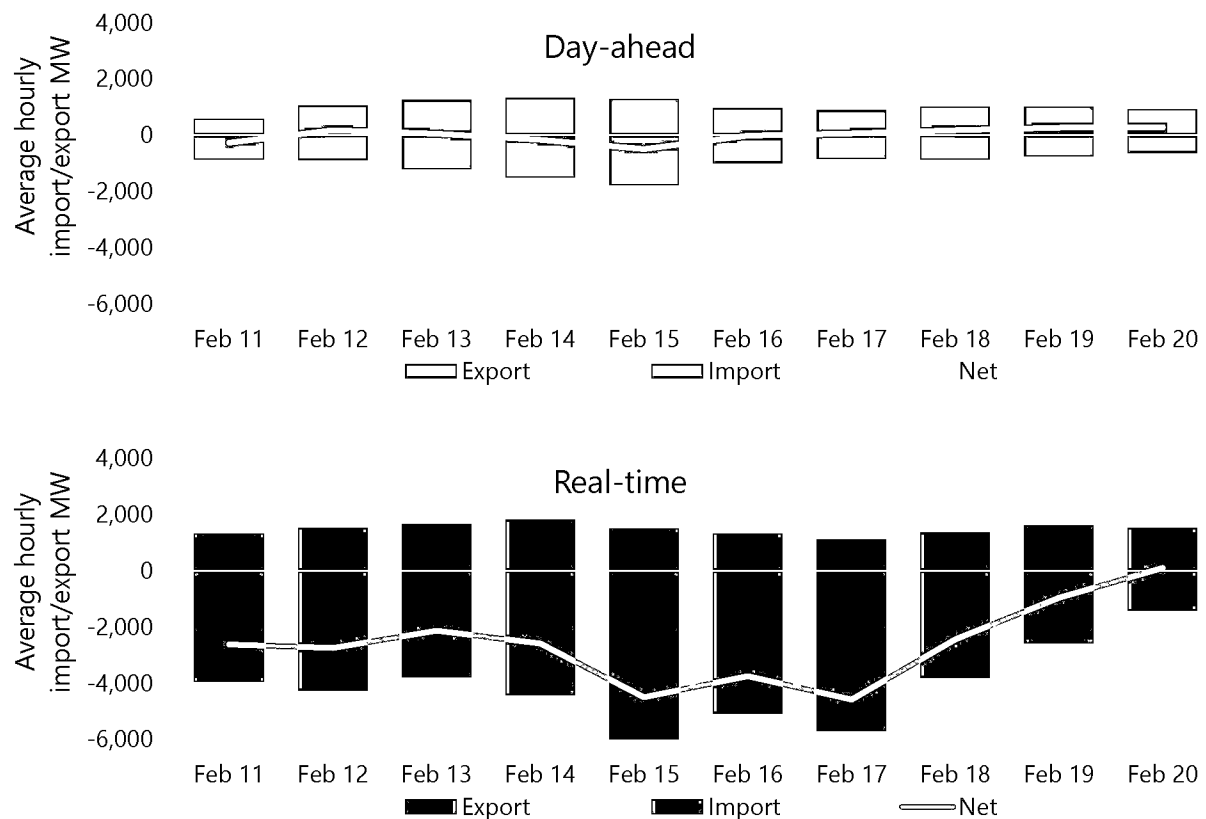 Day-ahead
Average hourly
import/export MW
4,000
2,000
0
-2,000
-4,000
-6,000
Feb 11 Feb 12 Feb 13 Feb 14 Feb 15 Feb 16 Feb 17 Feb 18 Feb 19 Feb 20
Export Import Net
Real-time
Average hourly
import/export MW
4,000
2,000
0
-2,000
-4,000
-6,000
Feb 11 Feb 12 Feb 13 Feb 14 Feb 15 Feb 16 Feb 17 Feb 18 Feb 19 Feb 20
Export Import Net